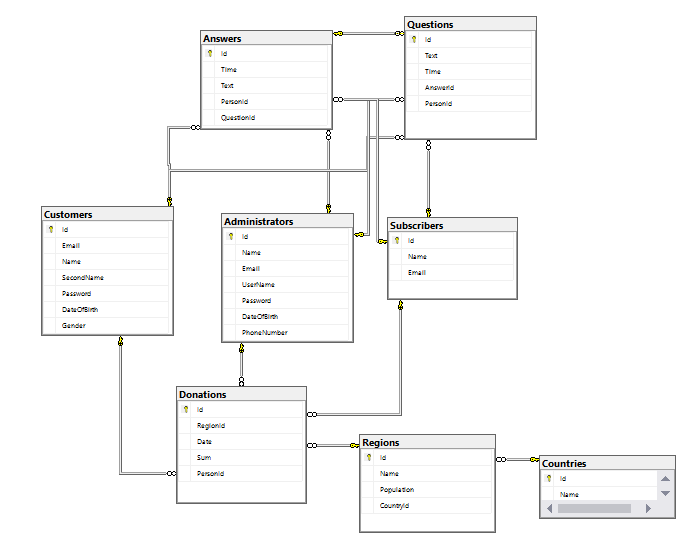 Answers
Id
Time
Text
PersonId
QuestionId
Questions
Id
Text
Time
AnswerId
PersonId
Customers
Id
Email
Name
SecondName
Password
DateOfBirth
Gender
Administrators
Id
Name
Email
UserName
Password
DateOfBirth
PhoneNumber
Subscribers
Id
Name
Email
Donations
Id
RegionId
Date
Sum
PersonId
Regions
Id
Name
Population
CountryId
Countries
Id
Name